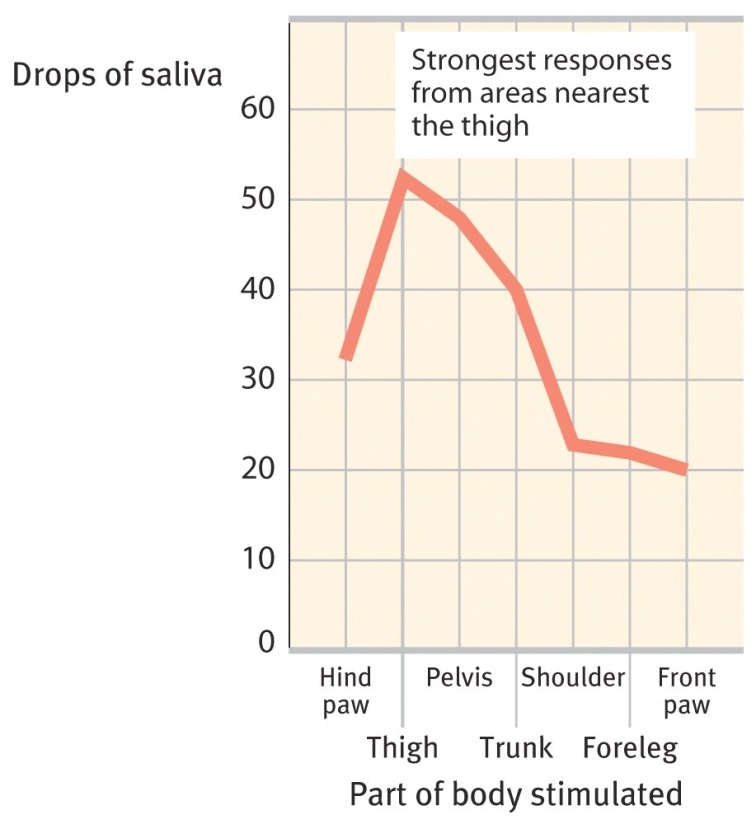 Drops of saliva
Strongest responses
from areas nearest
the thigh
60
50
40
30
20
10
0
Hind
paw
Pelvis
Shoulder
Front
paw
Thigh
Trunk
Foreleg
Part of body stimulated